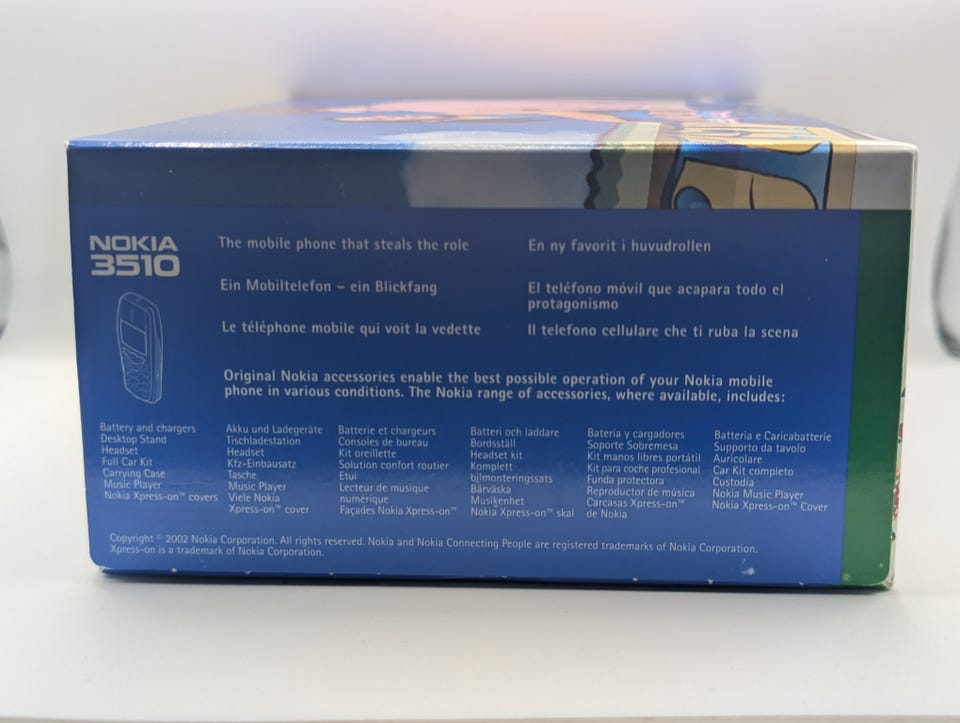 NOKIA
3510
The mobile phone that steals the role
Ein Mobiltelefon – ein Blickfang
Le téléphone mobile qui voit la vedette
En ny favorit i huvudrollen
El teléfono móvil que acapara todo el
protagonismo
Il telefono cellulare che ti ruba la scena
Original Nokia accessories enable the best possible operation of your Nokia mobile
phone in various conditions. The Nokia range of accessories, where available, includes:
Battery and chargers
Desktop Stand
Headset
Full Car Kit
Carrying Case
Music Player
Nokia Xpress-on™ covers
Akku und Ladegeräte
Tischladestation
Headset
Kfz-Einbausatz
Tasche
Music Player
Viele Nokia
Xpress-on™ cover
Batterie et chargeurs
Consoles de bureau
Kit oreillette
Solution confort routier
Etui
Lecteur de musique
numérique
Façades Nokia Xpress-on™
Batteri och laddare
Bordsställ
Headset kit
Komplett
bilmonteringssats
Bärväska
Musikenhet
Nokia Xpress-on™ skal
Batería y cargadores
Soporte Sobremesa
Kit manos libres portátil
Kit para coche profesional
Funda protectora
Reproductor de música
Carcasas Xpress-on™
de Nokia
Batteria e Caricabatterie
Supporto da tavolo
Auricolare
Car Kit completo
Custodia
Nokia Music Player
Nokia Xpress-on™ Cover
Copyright © 2002 Nokia Corporation. All rights reserved. Nokia and Nokia Connecting People are registered trademarks of Nokia Corporation.
Xpress-on is a trademark of Nokia Corporation.